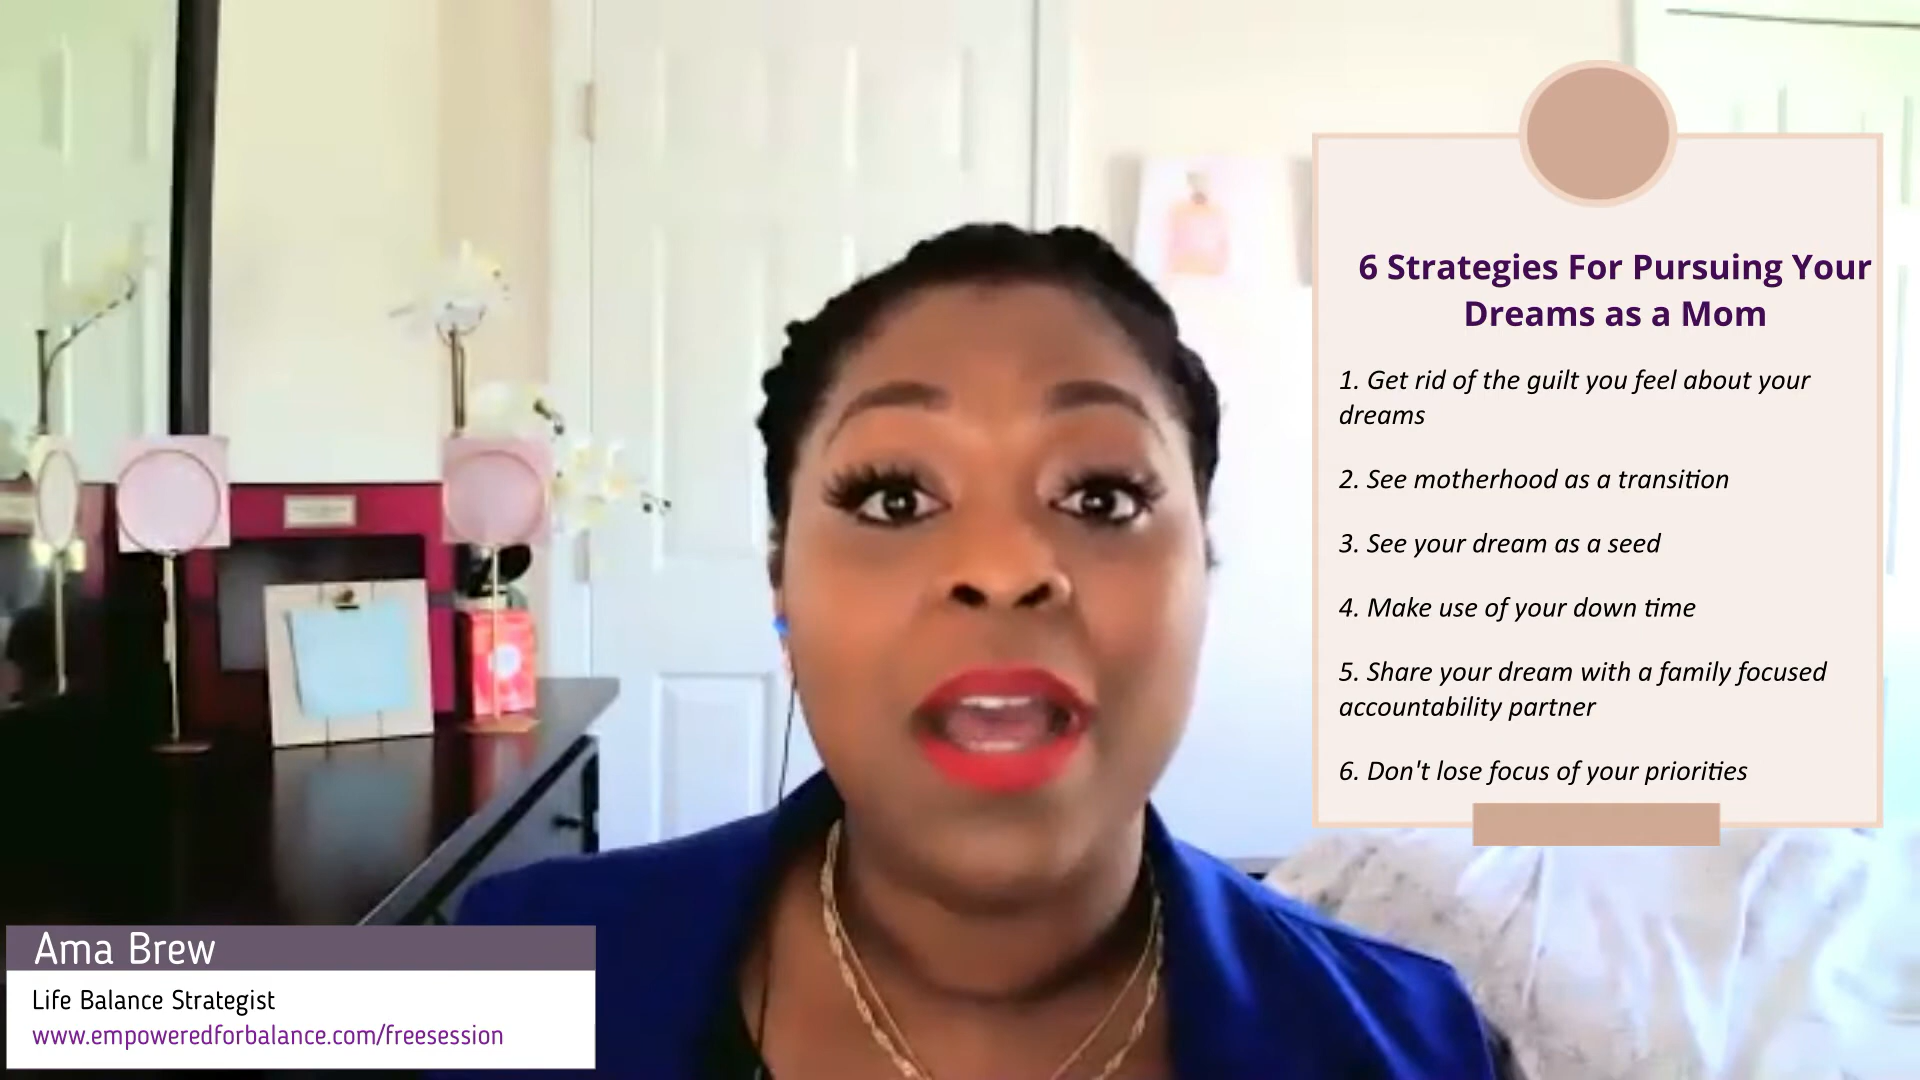 6 Strategies For Pursuing Your
Dreams as a Mom
1. Get rid of the guilt you feel about your
dreams
2. See motherhood as a transition
3. See your dream as a seed
4. Make use of your down time
5. Share your dream with a family focused
accountability partner
6. Don't lose focus of your priorities
Ama Brew
Life Balance Strategist
www.empoweredforbalance.com/freesession